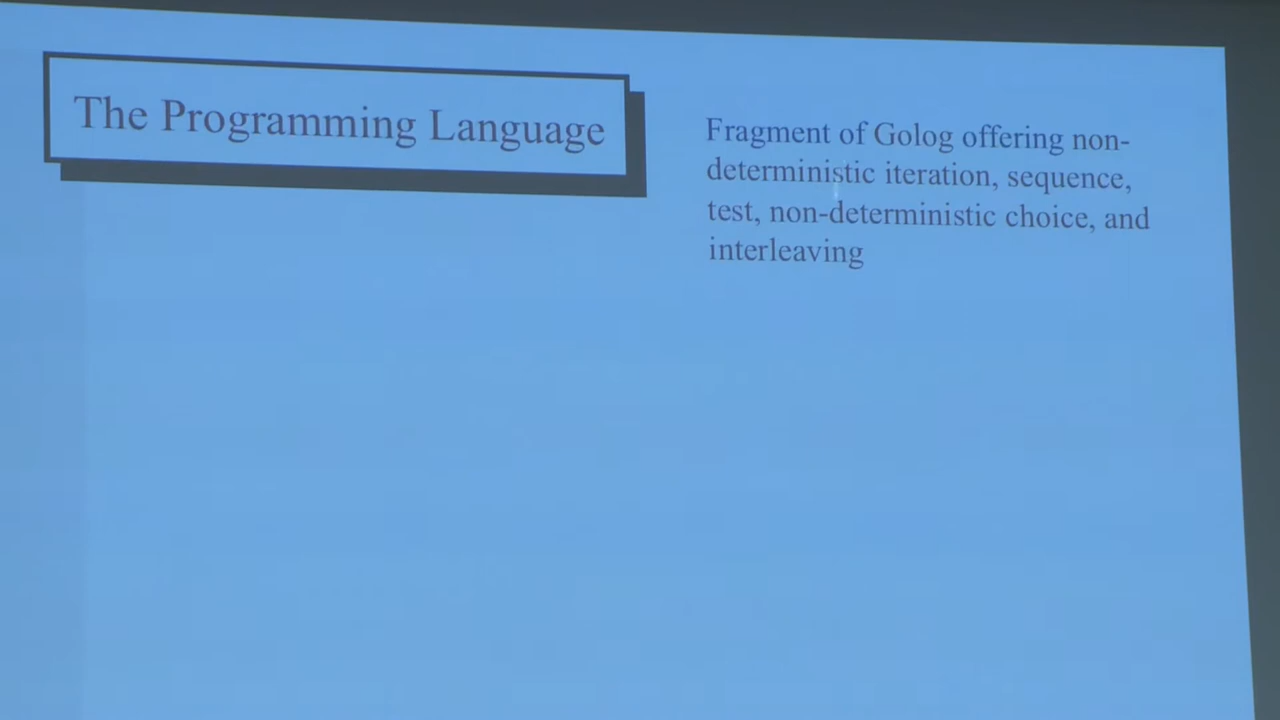 The Programming Language
Fragment of Golog offering non-
deterministic iteration, sequence,
test, non-deterministic choice, and
interleaving